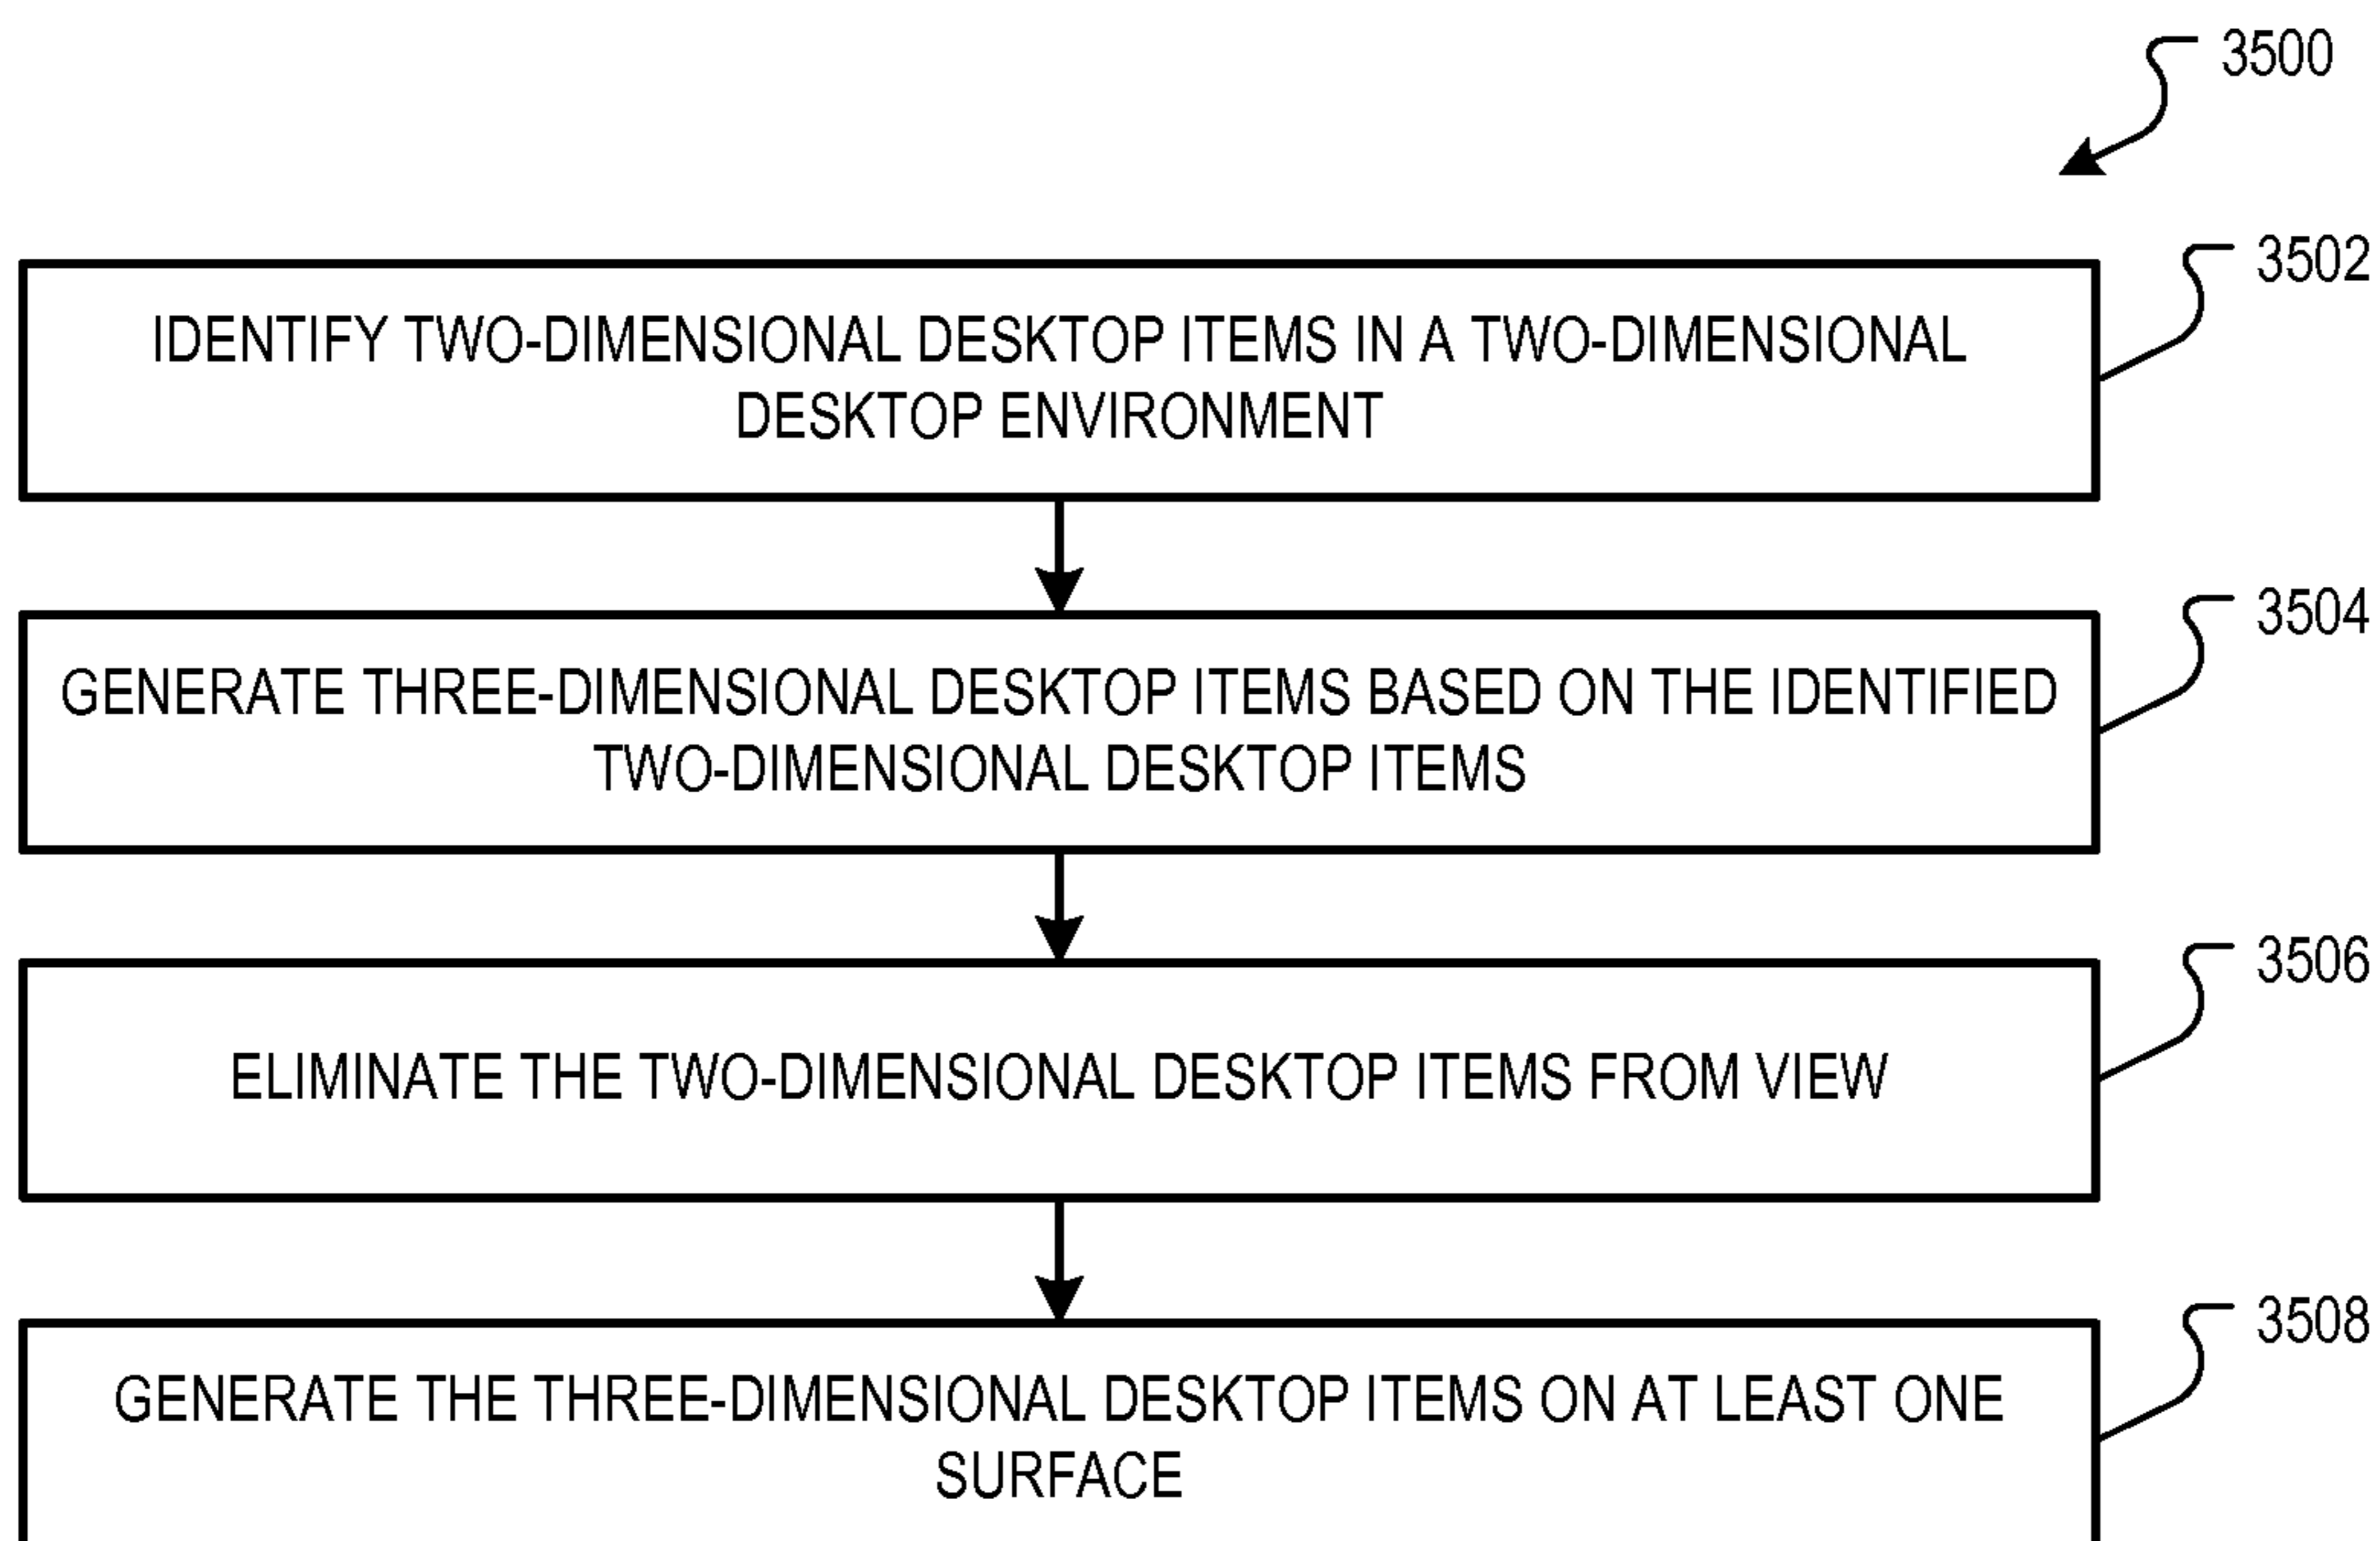 3500
3502
IDENTIFY TWO-DIMENSIONAL DESKTOP ITEMS IN A TWO-DIMENSIONAL
DESKTOP ENVIRONMENT
3504
GENERATE THREE-DIMENSIONAL DESKTOP ITEMS BASED ON THE IDENTIFIED
TWO-DIMENSIONAL DESKTOP ITEMS
3506
ELIMINATE THE TWO-DIMENSIONAL DESKTOP ITEMS FROM VIEW
3508
GENERATE THE THREE-DIMENSIONAL DESKTOP ITEMS ON AT LEAST ONE
SURFACE